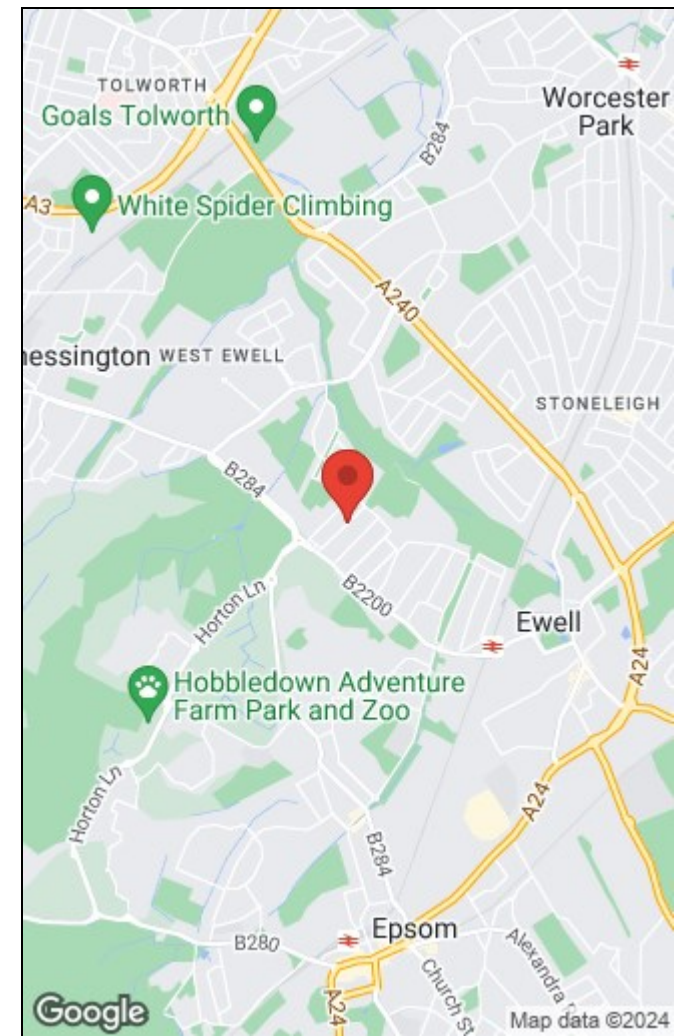 TOLWORTH
Goals Tolworth
Worcester
Park
B284
A3
White Spider Climbing
A240
hessington
WEST EWELL
STONELEIGH
B284
Horton Ln
B2200
Ewell
A24
Hobbledown Adventure
Farm Park and Zoo
Horton Ln
A24
B284
Epsom
B280
Alexandra
Church St
A24
Google
Map data ©2024